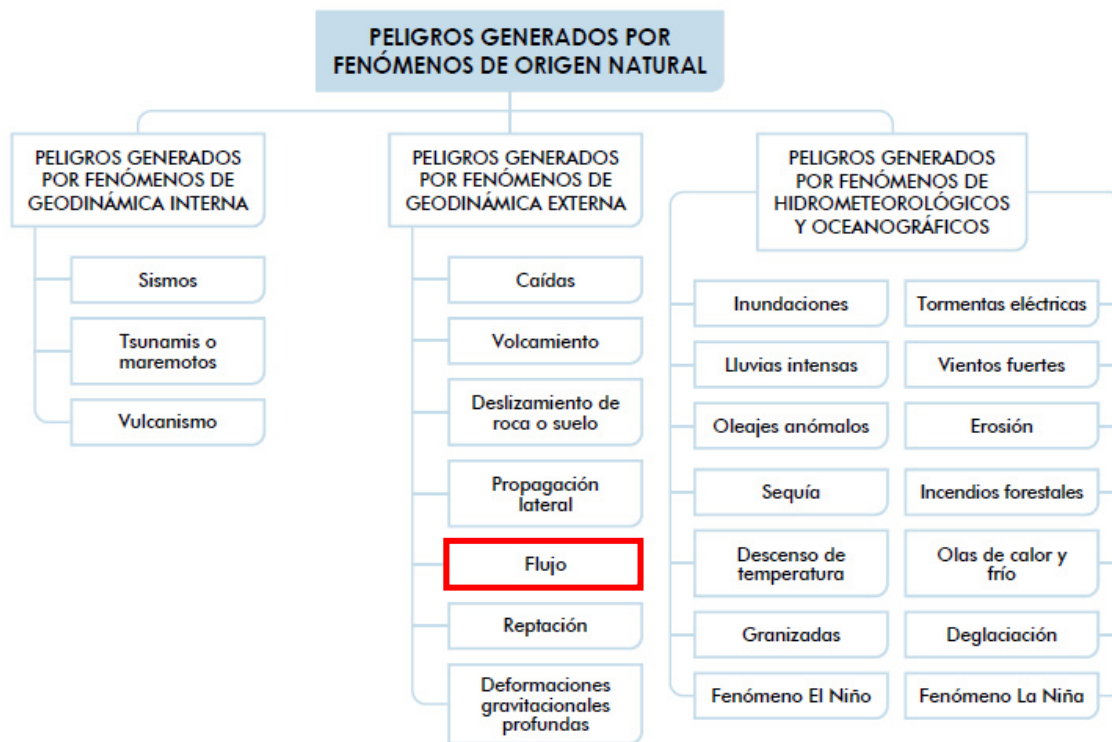 PELIGROS GENERADOS POR
FENÓMENOS DE ORIGEN NATURAL
PELIGROS GENERADOS
POR FENÓMENOS DE
GEODINÁMICA INTERNA
Sismos
Tsunamis o
maremotos
Vulcanismo
PELIGROS GENERADOS
POR FENÓMENOS DE
GEODINÁMICA EXTERNA
Caídas
Volcamiento
Deslizamiento de
roca o suelo
Propagación
lateral
Flujo
Reptación
Deformaciones
gravitacionales
profundas
PELIGROS GENERADOS
POR FENÓMENOS DE
HIDROMETEOROLÓGICOS
Y OCEANOGRÁFICOS
Inundaciones
Lluvias intensas
Oleajes anómalos
Sequía
Descenso de
temperatura
Granizadas
Fenómeno El Niño
Tormentas eléctricas
Vientos fuertes
Erosión
Incendios forestales
Olas de calor y
frío
Deglaciación
Fenómeno La Niña